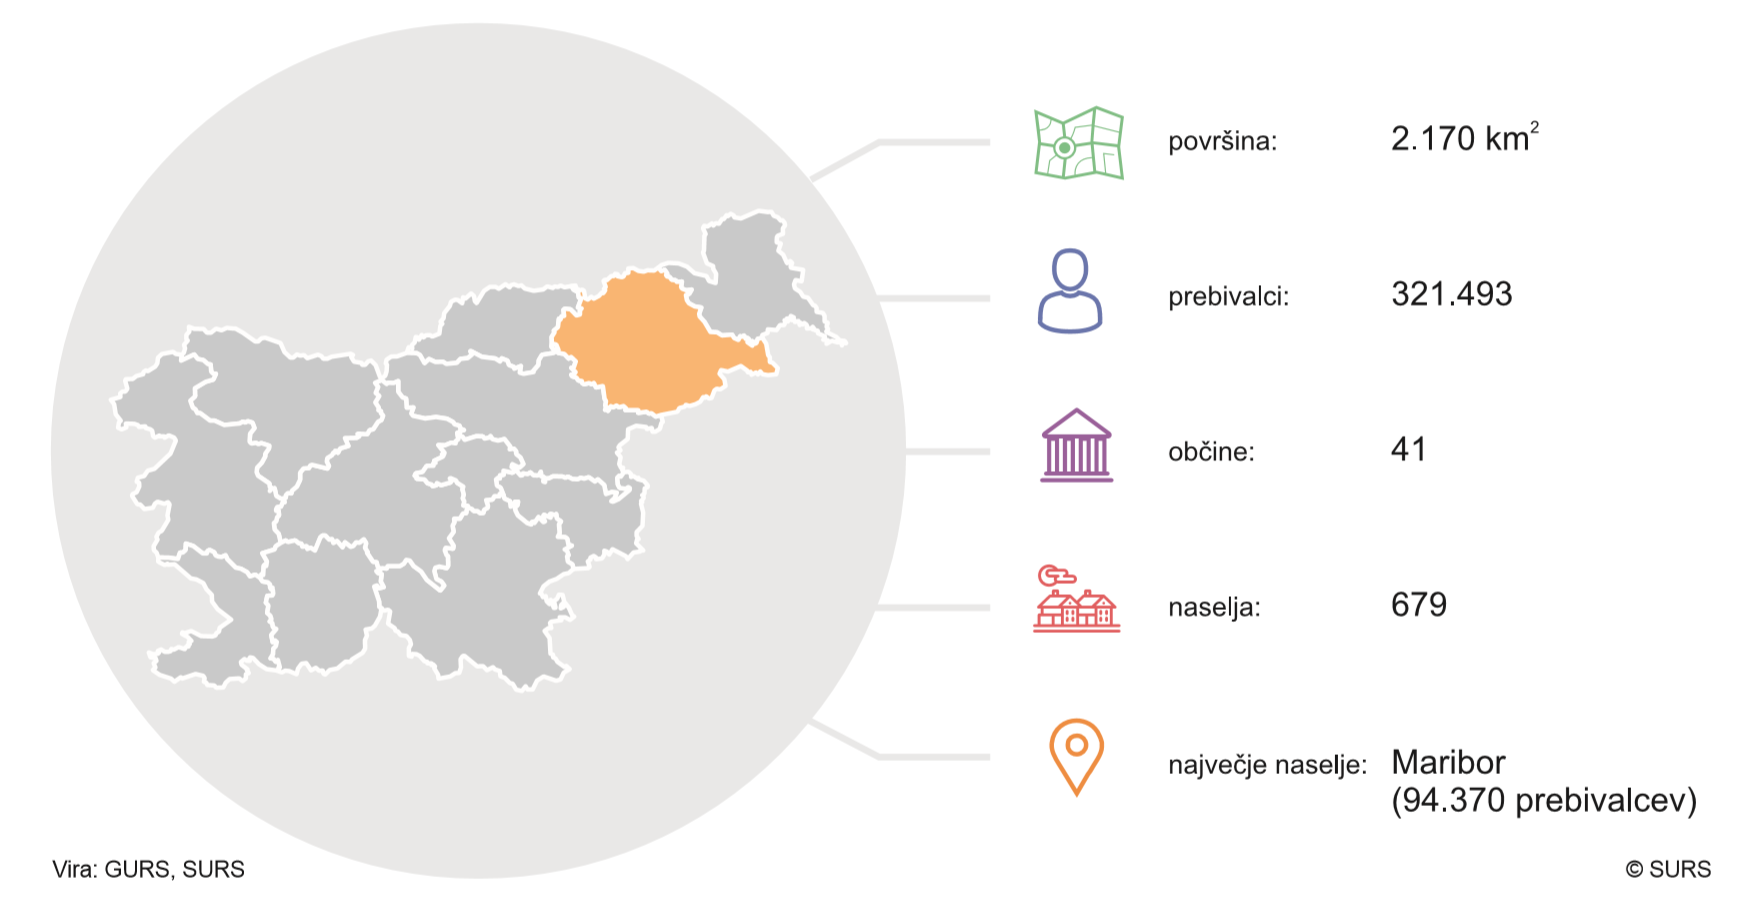 površina: 2.170 km²
prebivalci: 321.493
občine: 41
naselja: 679
največje naselje: Maribor
(94.370 prebivalcev)
Vira: GURS, SURS
© SURS